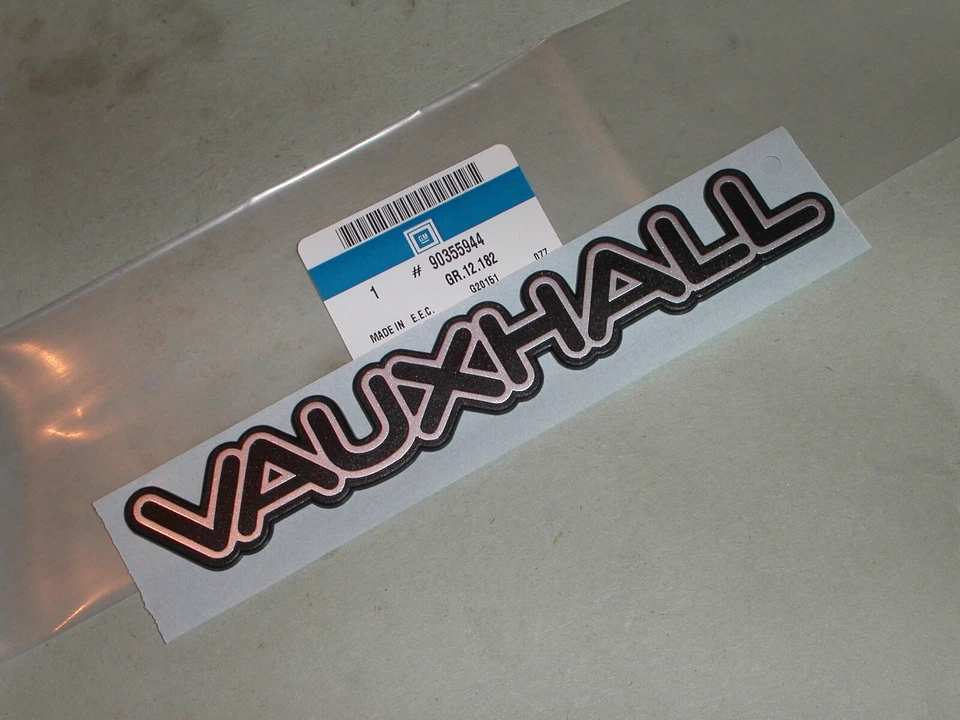 GM
# 90355944
1 GR.12.182
MADE IN E.E.C. G20151 077
VAUXHALL